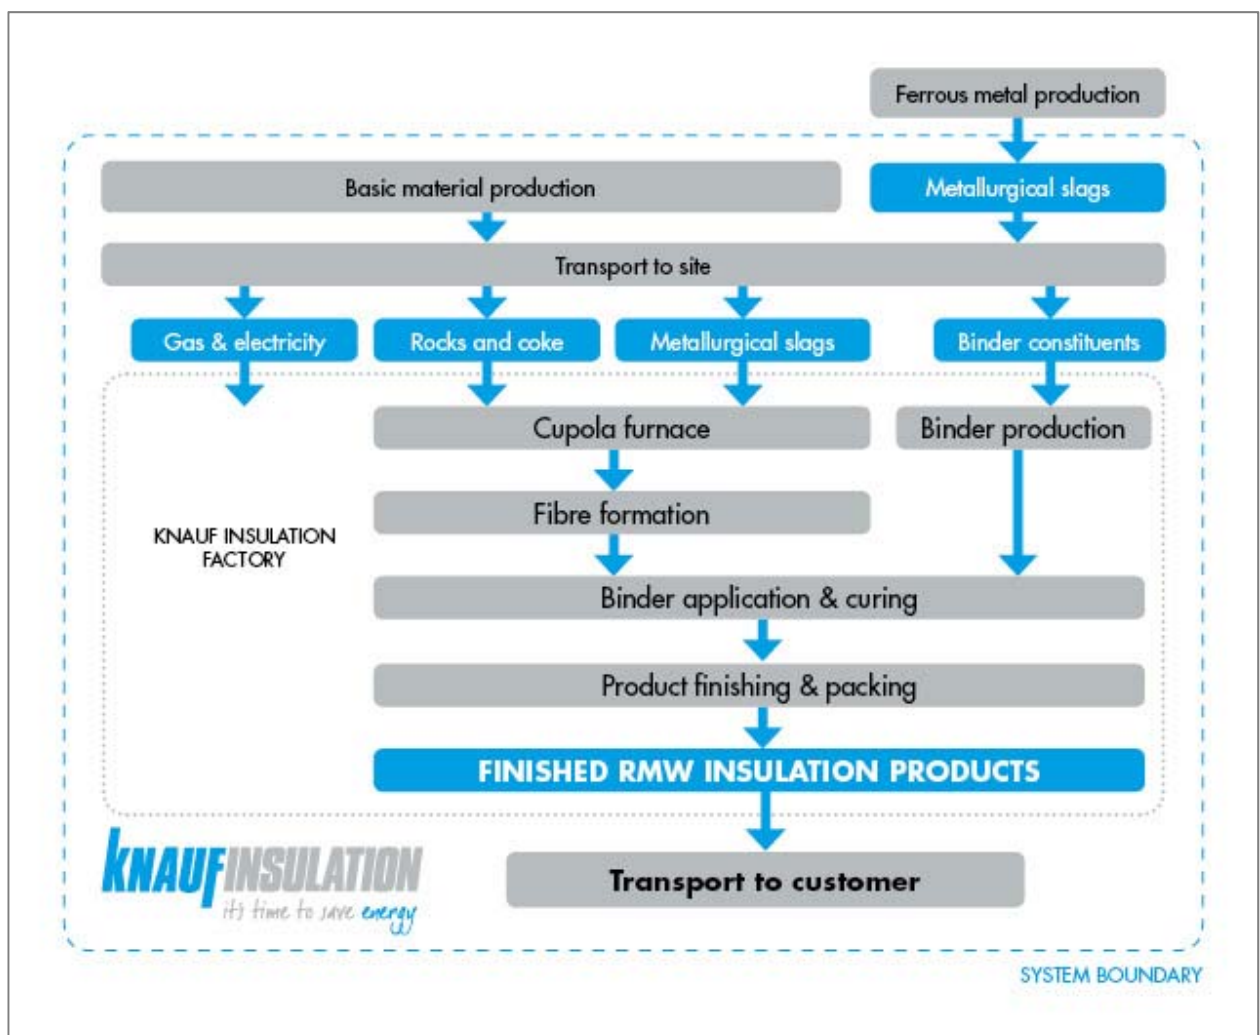 Ferrous metal production
Basic material production
Metallurgical slags
Transport to site
Gas & electricity
Rocks and coke
Metallurgical slags
Binder constituents
Cupola furnace
Binder production
Fibre formation
KNAUF INSULATION
FACTORY
Binder application & curing
Product finishing & packing
FINISHED RMW INSULATION PRODUCTS
KNAUFINSULATION
it's time to save energy
Transport to customer
SYSTEM BOUNDARY